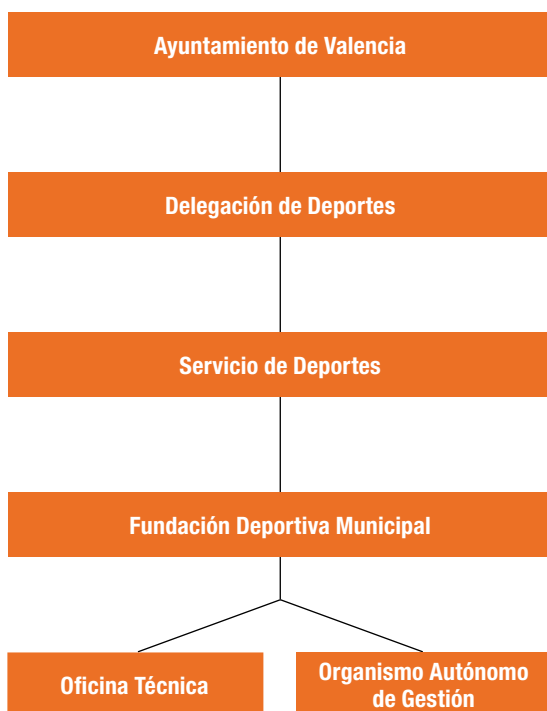 Ayuntamiento de Valencia
Delegación de Deportes
Servicio de Deportes
Fundación Deportiva Municipal
Oficina Técnica
Organismo Autónomo
de Gestión